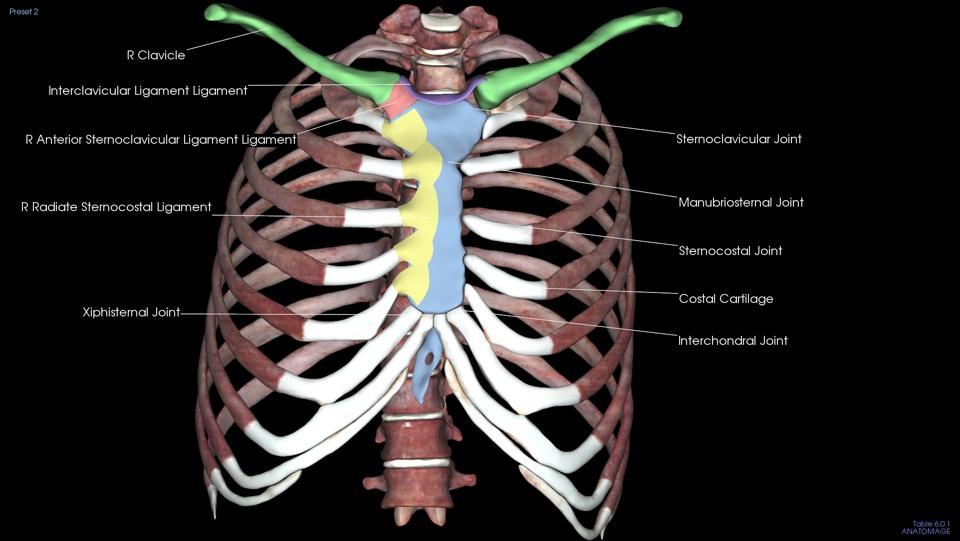 Preset 2
R Clavicle
Interclavicular Ligament Ligament
R Anterior Sternoclavicular Ligament Ligament
R Radiate Sternocostal Ligament
Xiphisternal Joint
Sternoclavicular Joint
Manubriosternal Joint
Sternocostal Joint
Costal Cartilage
Interchondral Joint
Table 6.0.1
ANATOMAGE